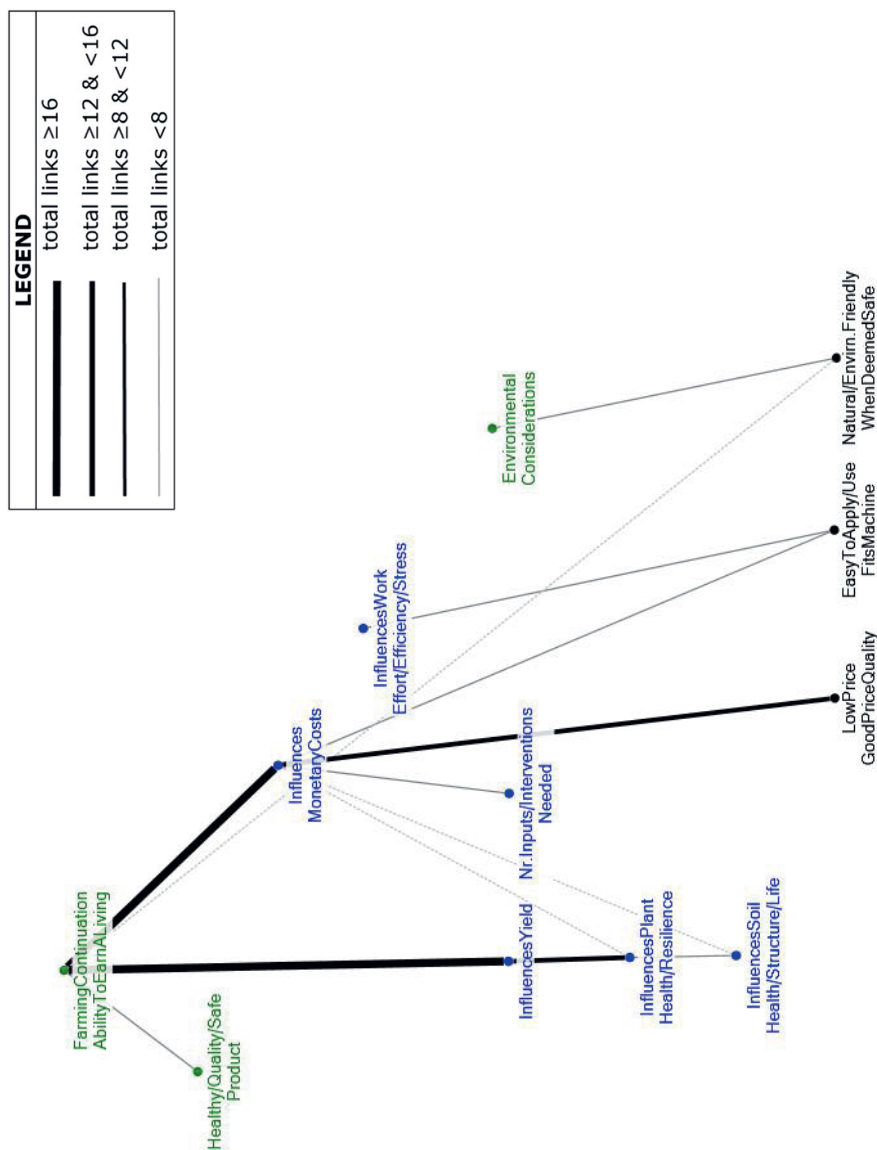 LEGEND
total links ≥16
total links ≥12 & <16
total links ≥8 & <12
total links <8
FarmingContinuation
AbilityToEarnALiving
Healthy/Quality/Safe
Product
Influences
MonetaryCosts
InfluencesWork
Effort/Efficiency/Stress
Environmental
Considerations
InfluencesYield
Nr.Inputs/Interventions
Needed
InfluencesPlant
Health/Resilience
InfluencesSoil
Health/Structure/Life
LowPrice
GoodPriceQuality
EasyToApply/Use
FitsMachine
Natural/Envirn.Friendly
WhenDeemedSafe